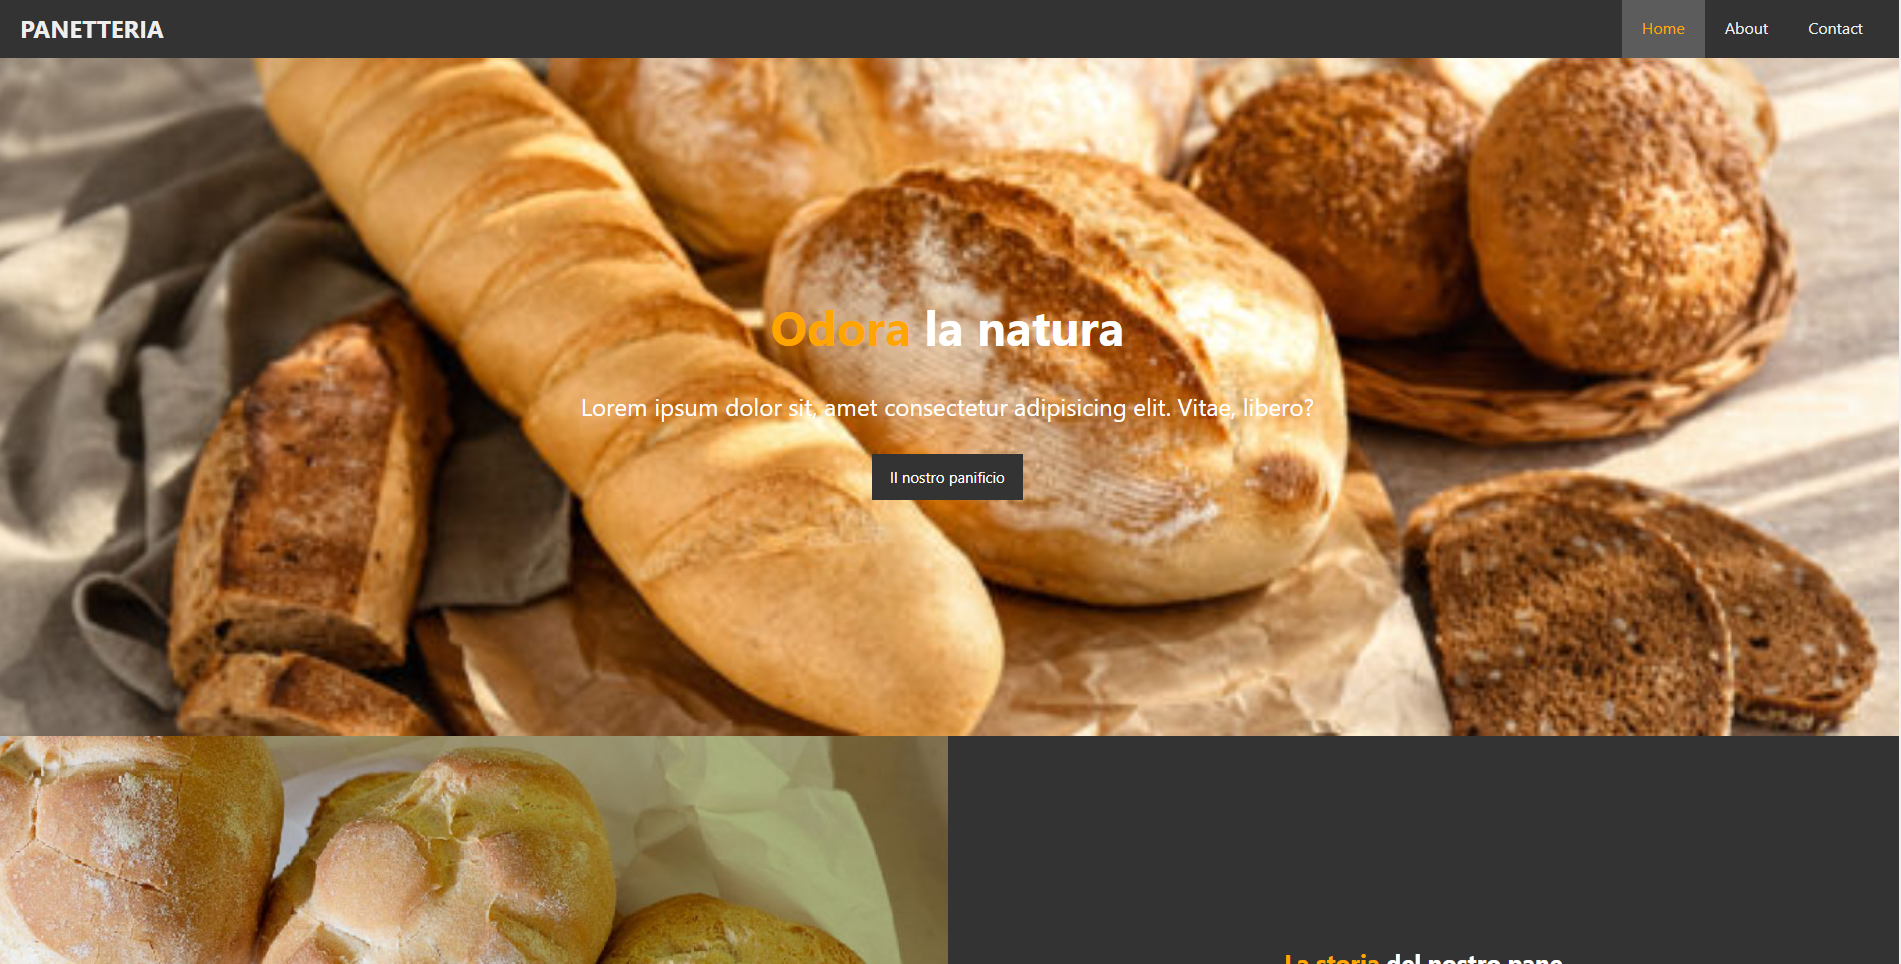 PANETTERIA
Home About Contact
Odora la natura
Lorem ipsum dolor sit, amet consectetur adipisicing elit. Vitae, libero?
Il nostro panificio
La storia del nostro pane